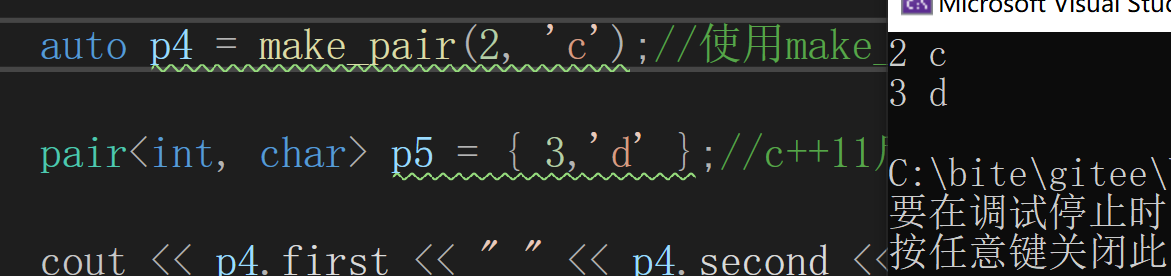 auto p4 = make_pair(2, 'c');//使用make_
pair<int, char> p5 = { 3,'d' };//c++11
cout << p4.first << " " << p4.second <<
Microsoft Visual Stu
2 c
3 d
C:\bite\gitee\
要在调试停止时
按任意键关闭此